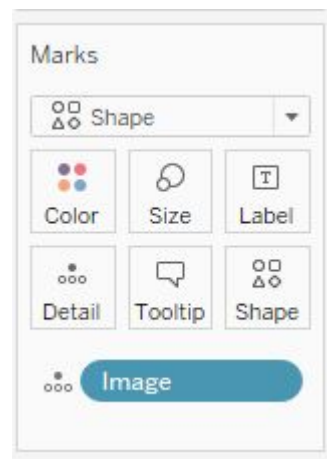 Marks
Shape
Color Size Label
Detail Tooltip Shape
Image